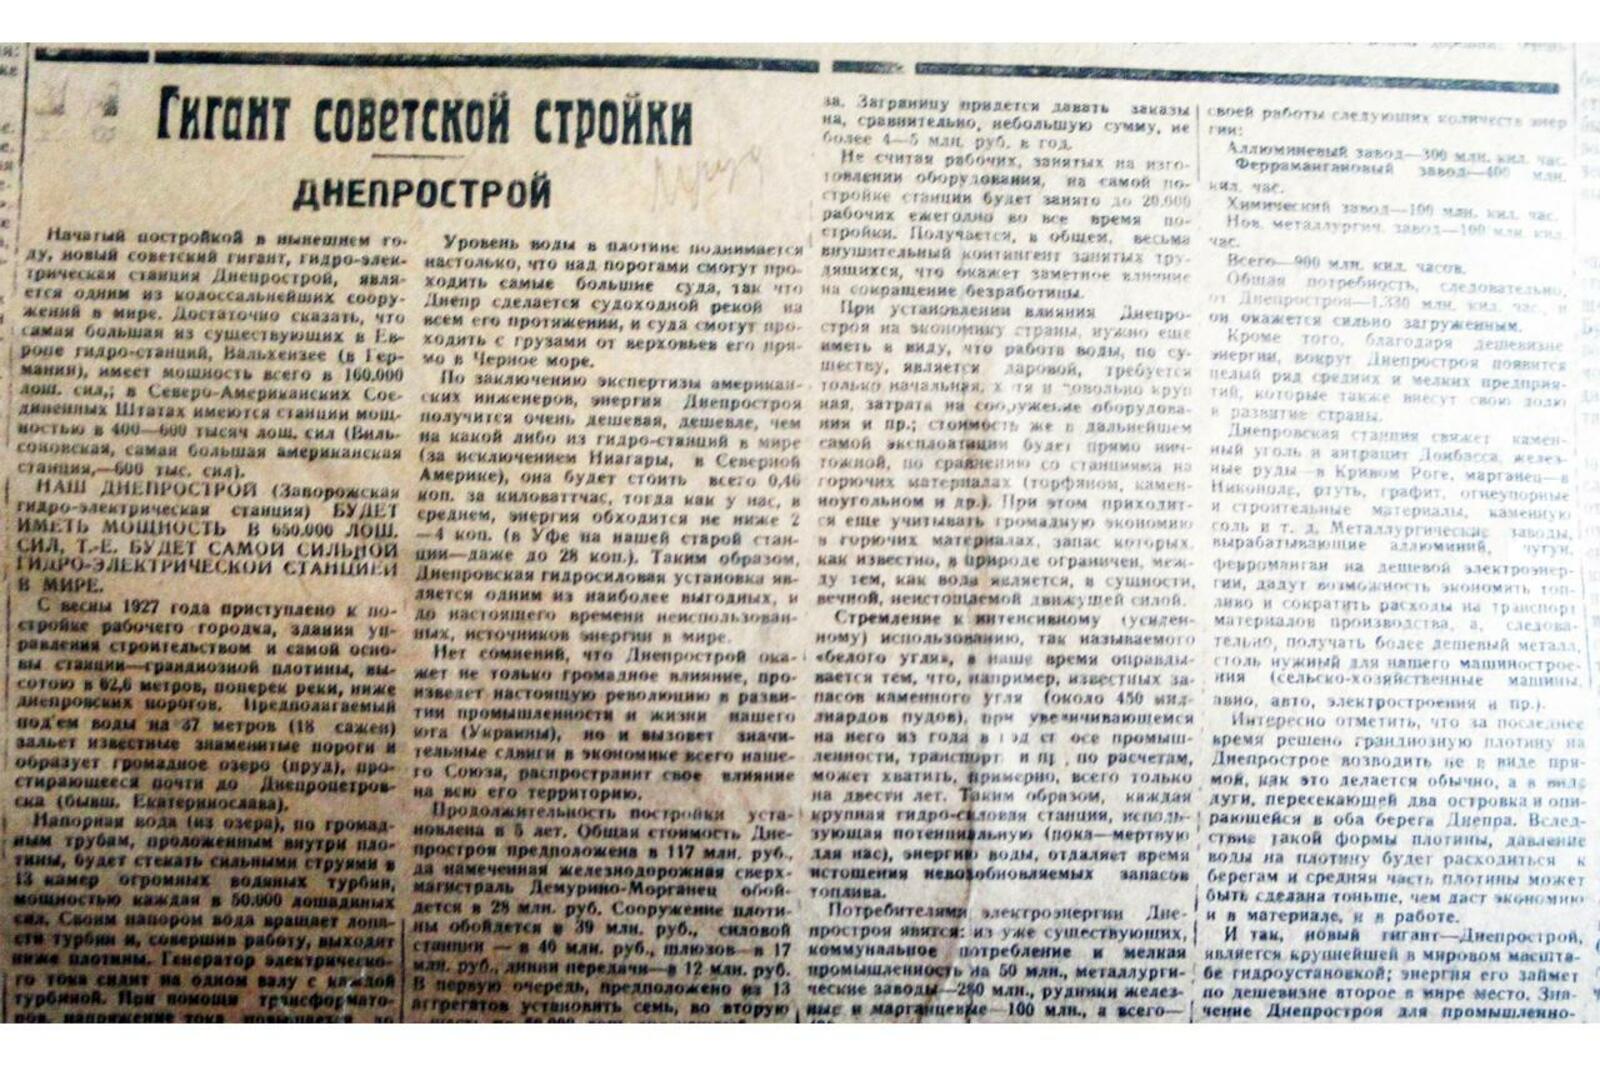 Гигант советской стройки
ДНЕПРОСТРОЙ
Начатый постройкой в нынешнем го-
ду, новый советский гигант, гидро-элек-
трическая станция Днепрострой, явля-
ется одним из колоссальнейших соору-
жений в мире. Достаточно сказать, что
самая большая из существующих в Ев-
ропе гидро-станций, Вальхензее (в Гер-
мании), имеет мощность всего в 160.000
лош. сил,; в Северо-Американских Сое-
диненных Штатах имеются станции мощ-
ностью в 400—600 тысяч лош. сил (Виль-
соновская, самая большая американская
станция,—600 тыс. сил).
НАШ ДНЕПРОСТРОЙ (Запорожская
гидро-электрическая станция) БУДЕТ
ИМЕТЬ МОЩНОСТЬ В 650.000 ЛОШ.
СИЛ, Т.-Е. БУДЕТ САМОЙ СИЛЬНОЙ
ГИДРО-ЭЛЕКТРИЧЕСКОЙ СТАНЦИЕЙ
В МИРЕ.
С весны 1927 года приступлено к по-
стройке рабочего городка, здания уп-
равления строительством и самой осно-
вы станции—грандиозной плотины, вы-
сотою в 62,6 метров, поперек реки, ниже
днепровских порогов. Предполагаемый
под'ем воды на 37 метров (18 сажен)
зальет известные знаменитые пороги и
образует громадное озеро (пруд), про-
стирающееся почти до Днепропетров-
ска (бывш. Екатеринослава).
Напорная вода (из озера), по громад-
ным трубам, проложенным внутри пло-
тины, будет стекать сильными струями в
13 камер огромных водяных турбин,
мощностью каждая в 50.000 лошадиных
сил. Своим напором вода вращает лопа-
сти турбин и, совершив работу, выходит
ниже плотины. Генератор электрическо-
го тока сидит на одном валу с каждой
турбиной. При помощи трансформато-
ров, напряжение тока повышается до
Уровень воды в плотине поднимается
настолько, что над порогами смогут про-
ходить самые большие суда, так что
Днепр сделается судоходной рекой на
всем его протяжении, и суда смогут про-
ходить с грузами от верховьев его пря-
мо в Черное море.
По заключению экспертизы американ-
ских инженеров, энергия Днепростроя
получится очень дешевая, дешевле, чем
на какой либо из гидро-станций в мире
(за исключением Ниагары, в Северной
Америке), она будет стоить всего 0,46
коп. за киловаттчас, тогда как у нас, в
среднем, энергия обходится не ниже 2
—4 коп. (в Уфе на нашей старой стан-
ции—даже до 28 коп.). Таким образом,
Днепровская гидросиловая установка яв-
ляется одним из наиболее выгодных, и
до настоящего времени неиспользован-
ных, источников энергии в мире.
Нет сомнений, что Днепрострой ока-
жет не только громадное влияние, про-
изведет настоящую революцию в разви-
тии промышленности и жизни нашего
юга (Украины), но и вызовет значи-
тельные сдвиги в экономике всего наше-
го Союза, распространит свое влияние
на всю его территорию.
Продолжительность постройки уста-
новлена в 5 лет. Общая стоимость Дне-
простроя предположена в 117 млн. руб.,
да намеченная железнодорожная сверх-
магистраль Демурино-Морганец обой-
дется в 28 млн. руб. Сооружение плоти-
ны обойдется в 39 млн. руб., силовой
станции — в 40 млн. руб., шлюзов—в 17
млн. руб., линии передачи—в 12 млн. руб.
В первую очередь, предположено из 13
аггрегатов установить семь, во вторую
за. Заграницу придется давать заказы
на, сравнительно, небольшую сумму, не
более 4—5 млн. руб. в год.
Не считая рабочих, занятых на изго-
товлении оборудования, на самой по-
стройке станции будет занято до 20.000
рабочих ежегодно во все время по-
стройки. Получается, в общем, весьма
внушительный контингент занятых тру-
дящихся, что окажет заметное влияние
на сокращение безработицы.
При установлении влияния Днепро-
строя на экономику страны, нужно еще
иметь в виду, что работа воды, по су-
ществу, является даровой, требуется
только начальная, хотя и довольно круп
ная, затрата на сооружение оборудова-
ния и пр.; стоимость же в дальнейшем
самой эксплоатации будет прямо нич-
тожной, по сравнению со станциями на
горючих материалах (торфяном, камен-
ноугольном и др.). При этом приходит-
ся еще учитывать громадную экономию
в горючих материалах, запас которых,
как известно, в природе ограничен, меж-
ду тем, как вода является, в сущности,
вечной, неистощаемой движущей силой.
Стремление к интенсивному (усилен-
ному) использованию, так называемого
«белого угля», в наше время оправды-
вается тем, что, например, известных за-
пасов каменного угля (около 450 мил-
лиардов пудов), при увеличивающемся
на него из года в год спросе промыш-
ленности, транспорта и пр., по расчетам,
может хватить, примерно, всего только
на двести лет. Таким образом, каждая
крупная гидро-силовая станция, исполь-
зующая потенциальную (пока—мертвую
для нас), энергию воды, отдаляет время
истощения невозобновляемых запасов
топлива.
Потребителями электроэнергии Дне-
простроя явятся: из уже существующих,
коммунальное потребление и мелкая
промышленность на 50 млн., металлурги-
ческие заводы—280 млн., рудники желез-
ные и марганцевые—100 млн., а всего—
своей работы следующих количеств энер
гии:
Аллюминевый завод—300 млн. кил. час.
Феррамангановый завод—400 млн.
кил. час.
Химический завод—100 млн. кил. час.
Нов. металлургич. завод—100 млн. кил.
час.
Всего—900 млн. кил. часов.
Общая потребность, следовательно,
от Днепростроя—1.330 млн. кил. час., и
он окажется сильно загруженным.
Кроме того, благодаря дешевизне
энергии, вокруг Днепростроя появится
целый ряд средних и мелких предприя-
тий, которые также внесут свою долю
в развитие страны.
Днепровская станция свяжет камен-
ный уголь и антрацит Донбасса, желез-
ные руды—в Кривом Роге, марганец—в
Никополе, ртуть, графит, огнеупорные
и строительные материалы, каменную
соль и т. д. Металлургические заводы,
вырабатывающие аллюминий, чугун,
ферроманган на дешевой электроэнер-
гии, дадут возможность экономить топ-
ливо и сократить расходы на транспорт
материалов производства, а, следова-
тельно, получать более дешевый металл,
столь нужный для нашего машинострое-
ния (сельско-хозяйственные машины,
авио, авто, электростроения и пр.).
Интересно отметить, что за последнее
время решено грандиозную плотину на
Днепрострое возводить не в виде пря-
мой, как это делается обычно, а в виде
дуги, пересекающей два островка и опи-
рающейся в оба берега Днепра. Вслед-
ствие такой формы плотины, давление
воды на плотину будет расходиться к
берегам и средняя часть плотины может
быть сделана тоньше, чем даст экономию
и в материале, и в работе.
И так, новый гигант—Днепрострой,
является крупнейшей в мировом масшта-
бе гидроустановкой; энергия его займет
по дешевизне второе в мире место. Зна-
чение Днепростроя для промышленно-